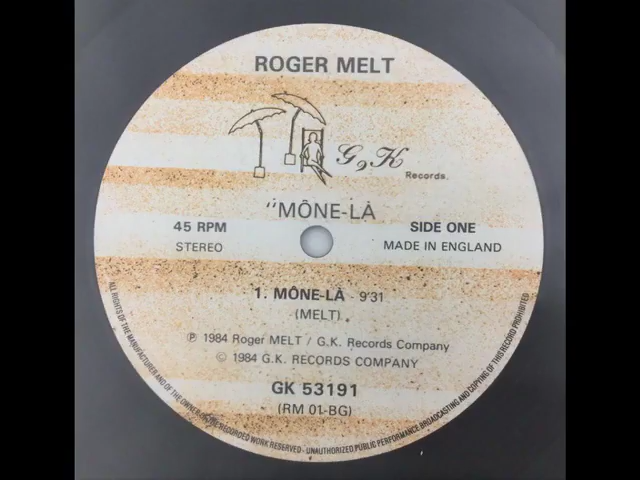 ROGER MELT
G,K
Records.
"MÔNE-LÀ
45 RPM
SIDE ONE
STEREO
MADE IN ENGLAND
1. MÔNE-LÀ - 9'31
(MELT)
Ⓟ 1984 Roger MELT / G.K. Records Company
© 1984 G.K. RECORDS COMPANY
GK 53191
(RM 01-BG)
ALL RIGHTS OF THE MANUFACTURER AND OF THE OWNER OF THE RECORDED WORK RESERVED - UNAUTHORIZED PUBLIC PERFORMANCE BROADCASTING AND COPYING OF THIS RECORD PROHIBITED